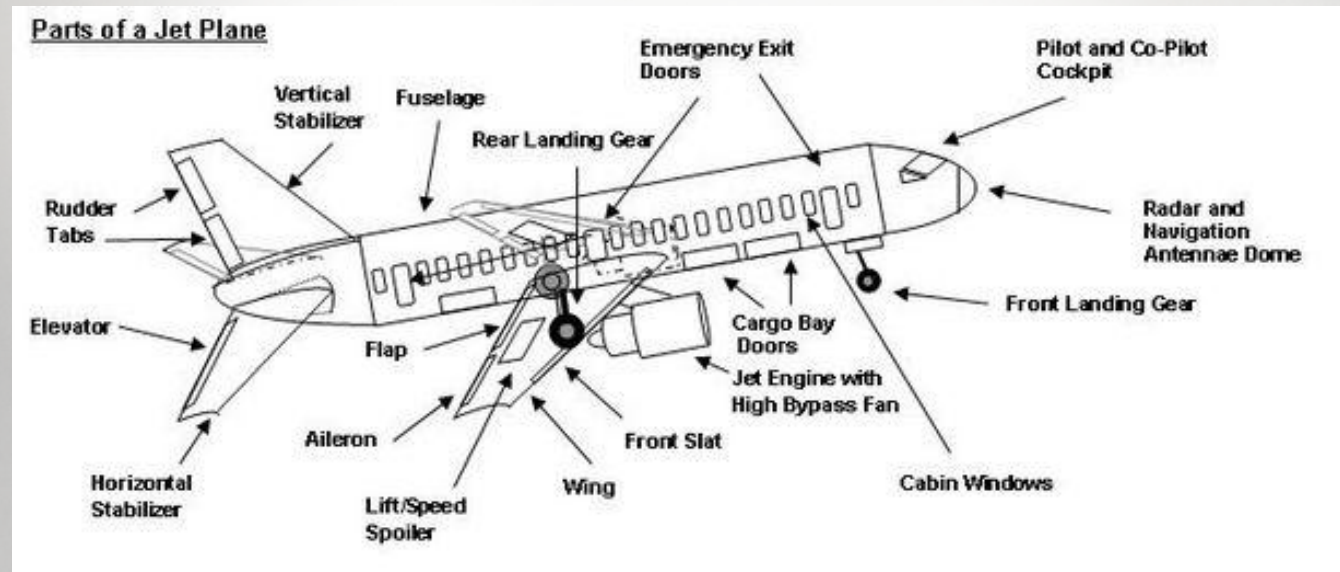 Parts of a Jet Plane
Emergency Exit
Doors
Pilot and Co-Pilot
Cockpit
Vertical
Stabilizer
Fuselage
Rear Landing Gear
Rudder
Tabs
Radar and
Navigation
Antennae Dome
Front Landing Gear
Elevator
Flap
Cargo Bay
Doors
Jet Engine with
High Bypass Fan
Aileron
Front Slat
Horizontal
Stabilizer
Lift/Speed
Spoiler
Wing
Cabin Windows